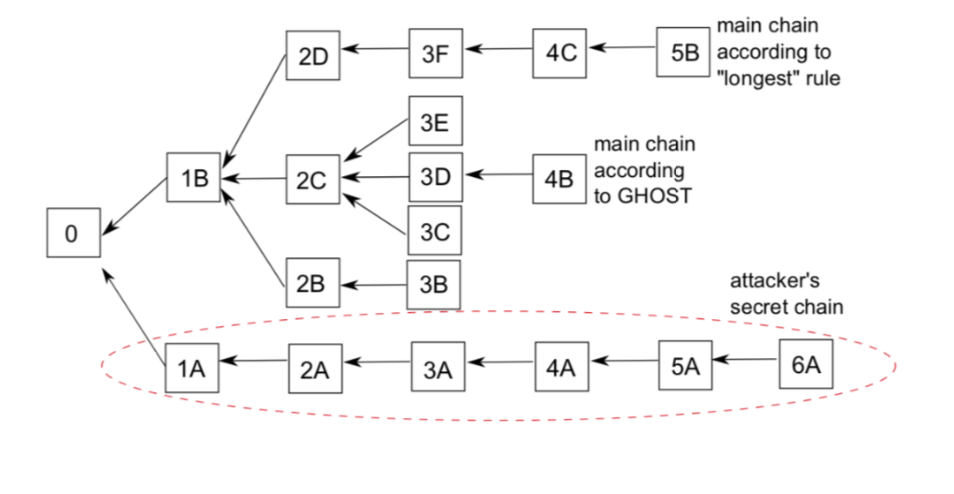 main chain
2D
3F
4C
5B
according to
"longest" rule
3E
main chain
1B
2C
3D
4B
according
to GHOST
0
3C
2B
3B
attacker's
secret chain
1A
2A
3A
4A
5A
6A